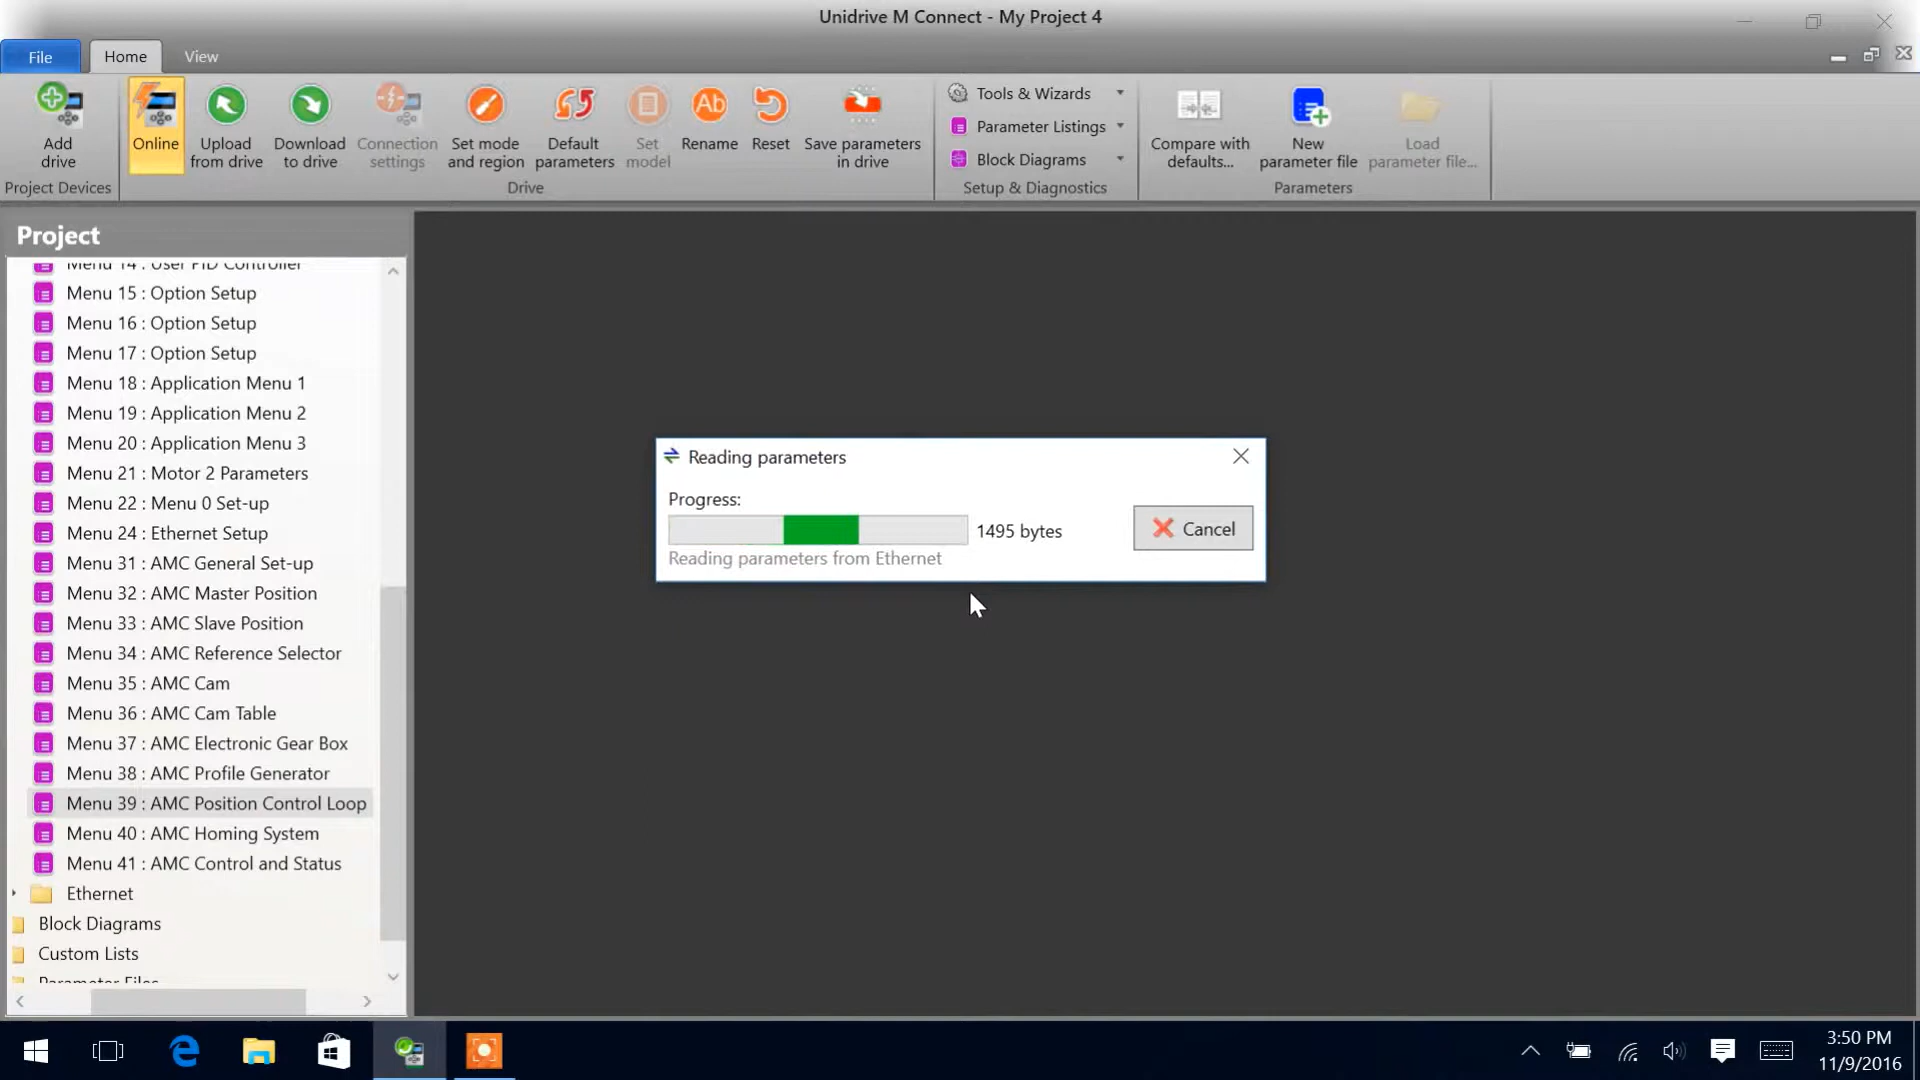 Unidrive M Connect - My Project 4
File
Home
View
Add
drive
Online
Upload
from drive
Download
to drive
Connection
settings
Set mode
and region
Default
parameters
Set
model
Ab
Rename
Reset
Save parameters
in drive
Tools & Wizards
Parameter Listings
Block Diagrams
Compare with
defaults...
New
parameter file
Load
parameter file...
Project Devices
Drive
Setup & Diagnostics
Parameters
Project
Menu 14 : User PID Controller
Menu 15 : Option Setup
Menu 16 : Option Setup
Menu 17 : Option Setup
Menu 18 : Application Menu 1
Menu 19 : Application Menu 2
Menu 20 : Application Menu 3
Menu 21 : Motor 2 Parameters
Menu 22 : Menu 0 Set-up
Menu 24 : Ethernet Setup
Menu 31 : AMC General Set-up
Menu 32 : AMC Master Position
Menu 33 : AMC Slave Position
Menu 34 : AMC Reference Selector
Menu 35 : AMC Cam
Menu 36 : AMC Cam Table
Menu 37 : AMC Electronic Gear Box
Menu 38 : AMC Profile Generator
Menu 39 : AMC Position Control Loop
Menu 40 : AMC Homing System
Menu 41 : AMC Control and Status
Ethernet
Block Diagrams
Custom Lists
Parameter Files
Reading parameters
Progress:
1495 bytes
Cancel
Reading parameters from Ethernet
3:50 PM
11/9/2016